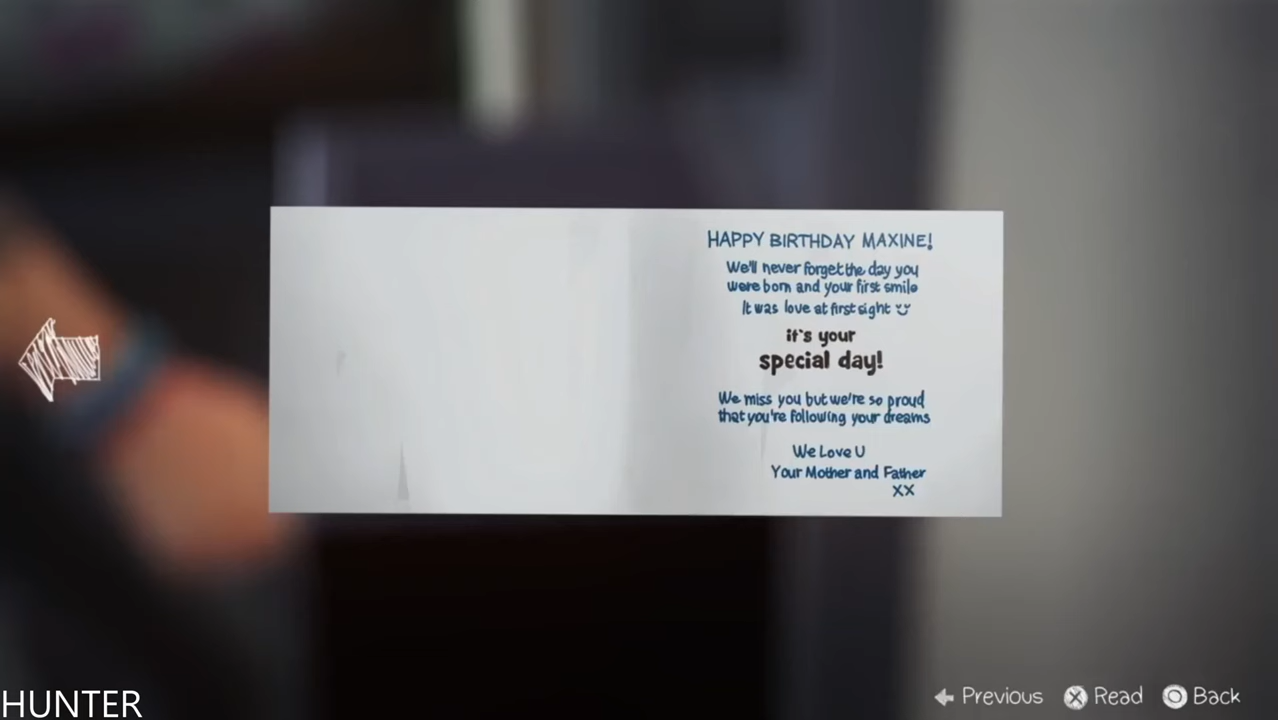 HAPPY BIRTHDAY MAXINE!
We'll never forget the day you
were born and your first smile
It was love at first sight
it's your
special day!
We miss you but we're so proud
that you're following your dreams
We Love U
Your Mother and Father
XX
Previous
Read
Back
HUNTER